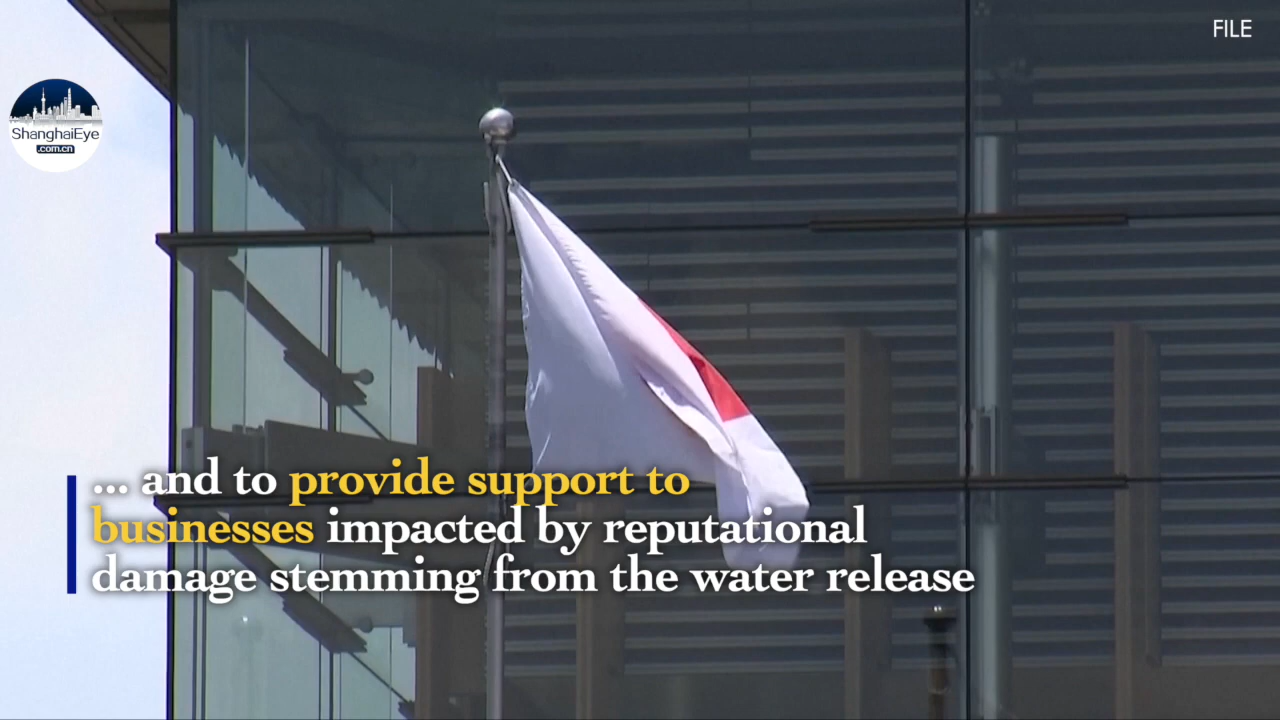 FILE
ShanghaiEye
.com.cn
... and to provide support to
businesses impacted by reputational
damage stemming from the water release